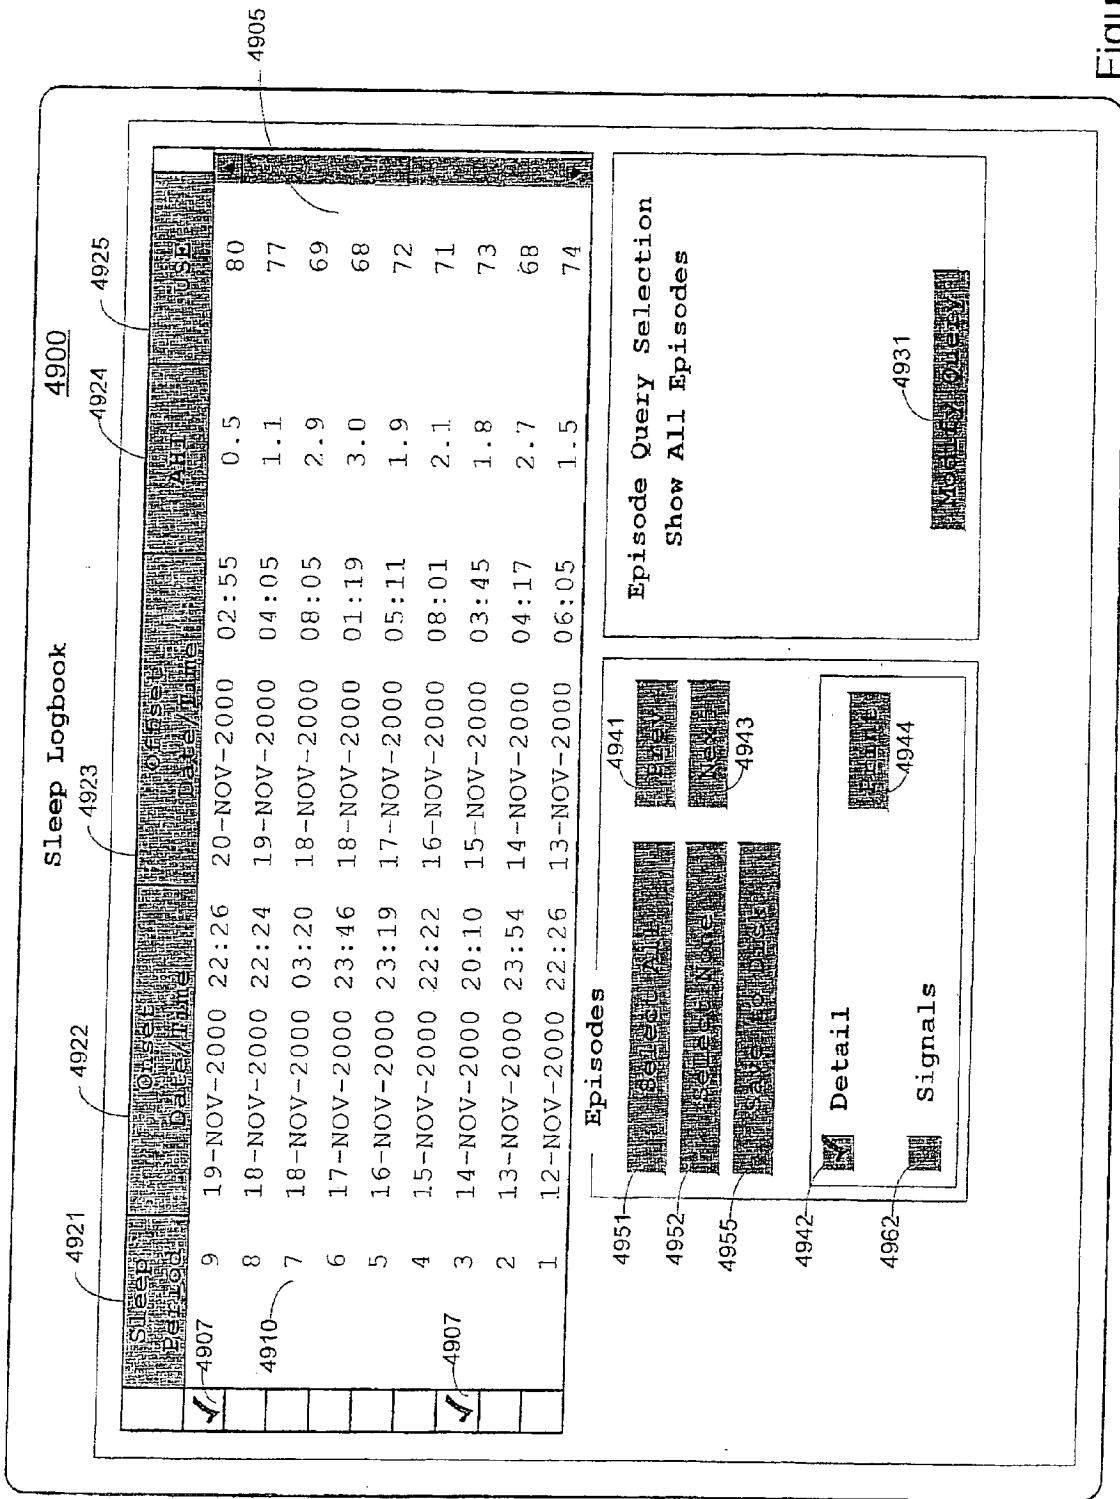 Sleep Logbook
4900
4921
4922
4923
4924
4925
4905
Sleep Onset Offset
Period Date/Time Date/Time AHI SE
4907
9 19-NOV-2000 22:26 20-NOV-2000 02:55 0.5 80
8 18-NOV-2000 22:24 19-NOV-2000 04:05 1.1 77
4910
7 18-NOV-2000 03:20 18-NOV-2000 08:05 2.9 69
6 17-NOV-2000 23:46 18-NOV-2000 01:19 3.0 68
5 16-NOV-2000 23:19 17-NOV-2000 05:11 1.9 72
4 15-NOV-2000 22:22 16-NOV-2000 08:01 2.1 71
4907
3 14-NOV-2000 20:10 15-NOV-2000 03:45 1.8 73
2 13-NOV-2000 23:54 14-NOV-2000 04:17 2.7 68
1 12-NOV-2000 22:26 13-NOV-2000 06:05 1.5 74
Episodes
4951
Select All
4941
Prev
4952
Select None
Next
4943
4955
Save to Disk
4942
Detail
Print
4944
4962
Signals
Episode Query Selection
Show All Episodes
4931
Modify Query